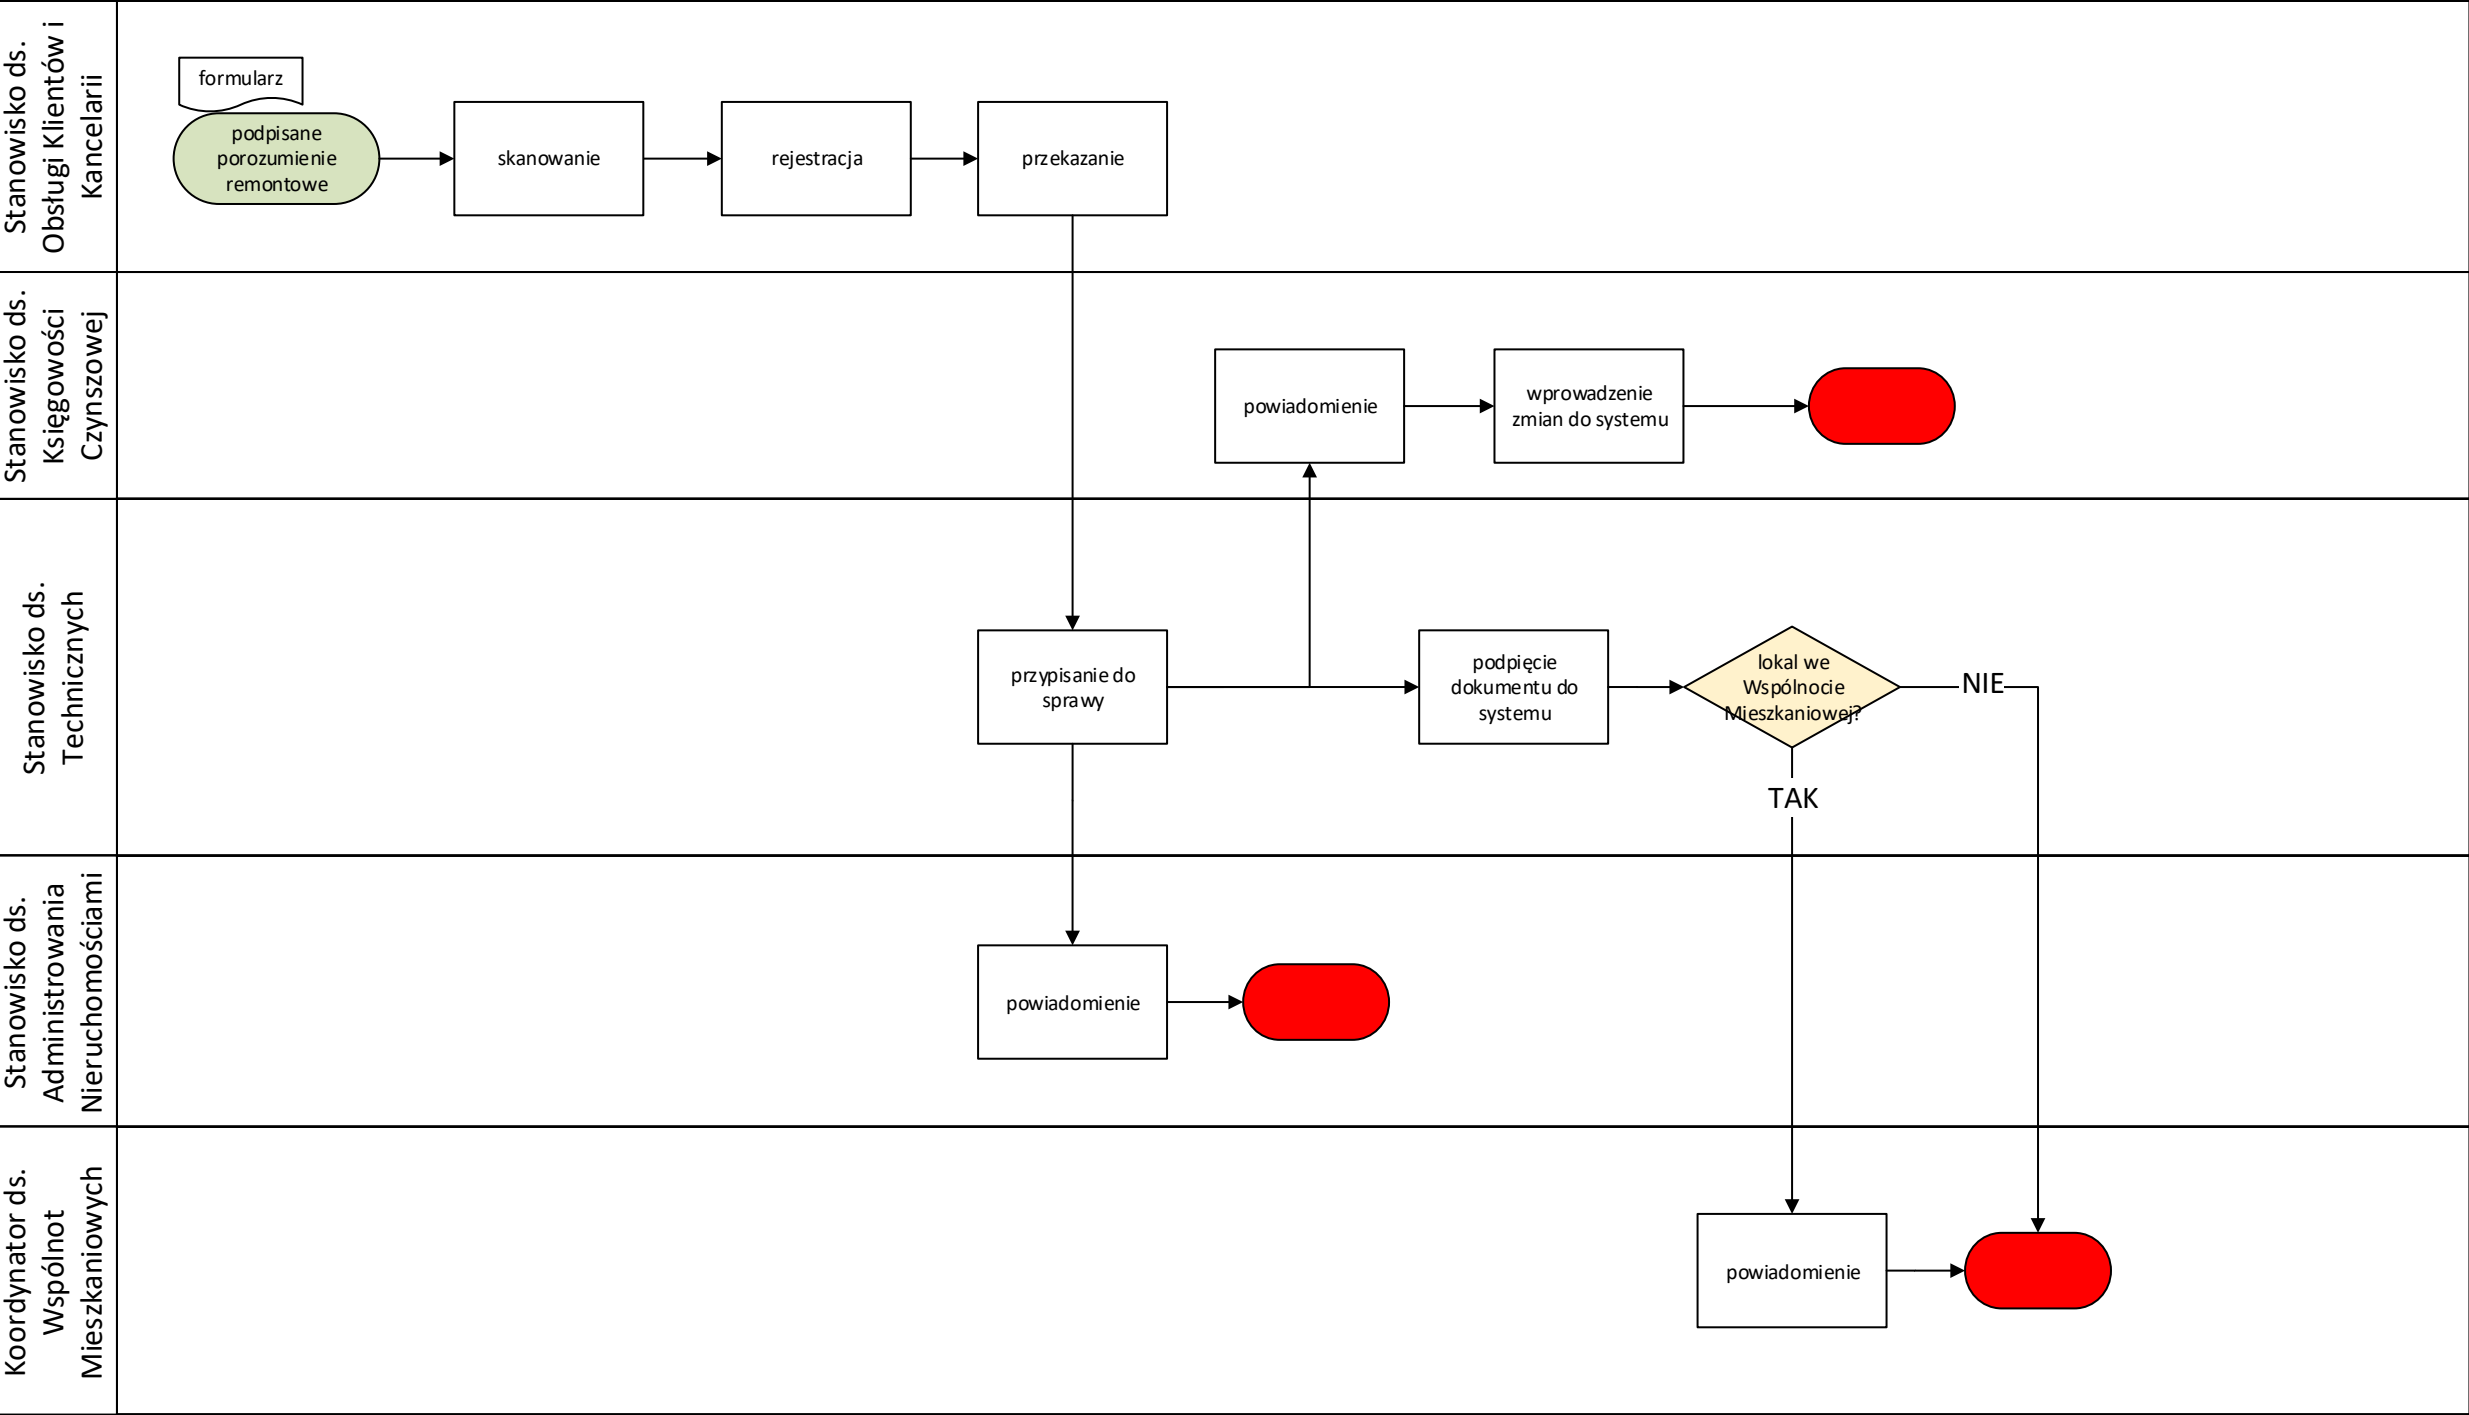 Stanowisko ds.
Obsługi Klientów i
Kancelarii
formularz
podpisane
porozumienie
remontowe
skanowanie
rejestracja
przekazanie
Stanowisko ds.
Księgowości
Czynszowej
powiadomienie
wprowadzenie
zmian do systemu
Stanowisko ds.
Technicznych
przypisanie do
sprawy
podpięcie
dokumentu do
systemu
lokal we
Wspólnocie
Mieszkaniowej?
NIE
TAK
Stanowisko ds.
Administrowania
Nieruchomościami
powiadomienie
Koordynator ds.
Wspólnot
Mieszkaniowych
powiadomienie